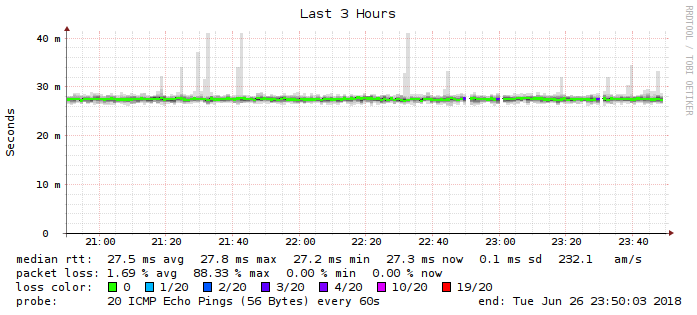 Last 3 Hours
RRDTOOL / TOBI OETIKER
Seconds
40 m
30 m
20 m
10 m
0
21:00 21:20 21:40 22:00 22:20 22:40 23:00 23:20 23:40
median rtt: 27.5 ms avg 27.8 ms max 27.2 ms min 27.3 ms now 0.1 ms sd 232.1 am/s
packet loss: 1.69 % avg 88.33 % max 0.00 % min 0.00 % now
loss color: 0 1/20 2/20 3/20 4/20 10/20 19/20
probe: 20 ICMP Echo Pings (56 Bytes) every 60s end: Tue Jun 26 23:50:03 2018